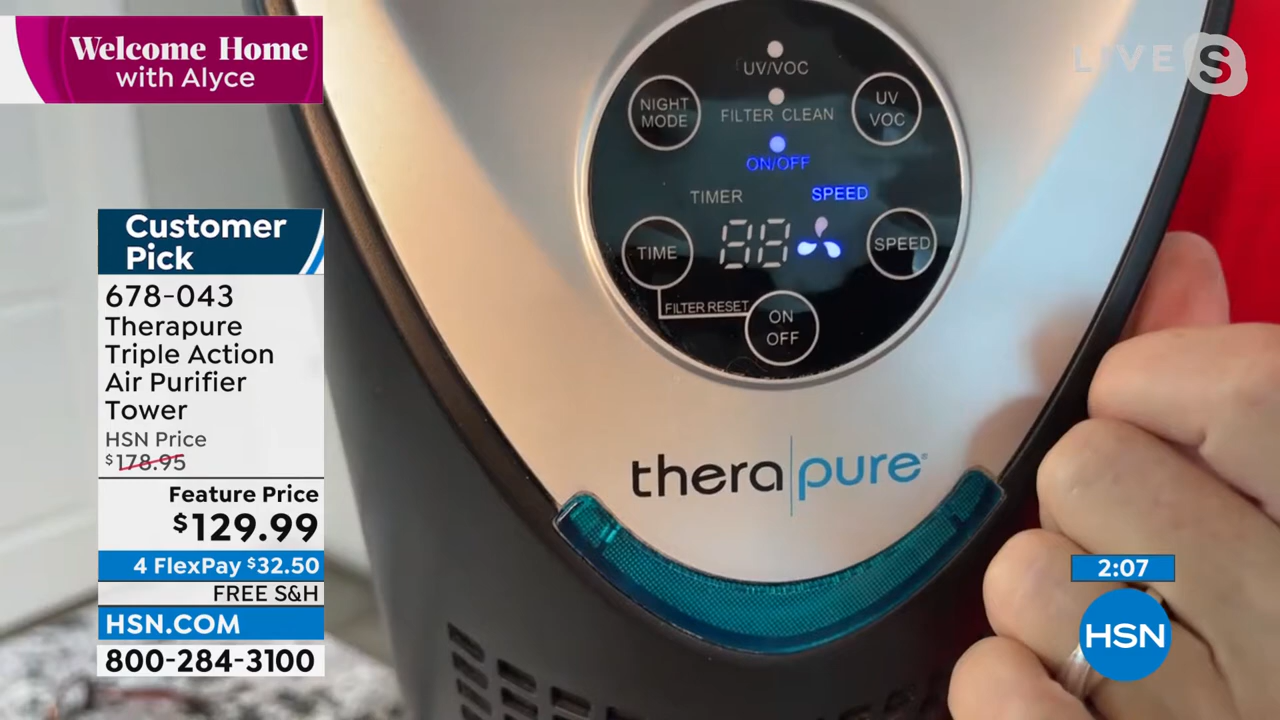 Welcome Home
with Alyce
LIVE S
Customer
Pick
678-043
Therapure
Triple Action
Air Purifier
Tower
HSN Price
$178.95
Feature Price
$129.99
4 FlexPay $32.50
FREE S&H
HSN.COM
800-284-3100
UV/VOC
NIGHT
MODE
FILTER CLEAN
UV
VOC
ON/OFF
TIMER
SPEED
TIME
88
SPEED
FILTER RESET
ON
OFF
thera|pure®
2:07
HSN